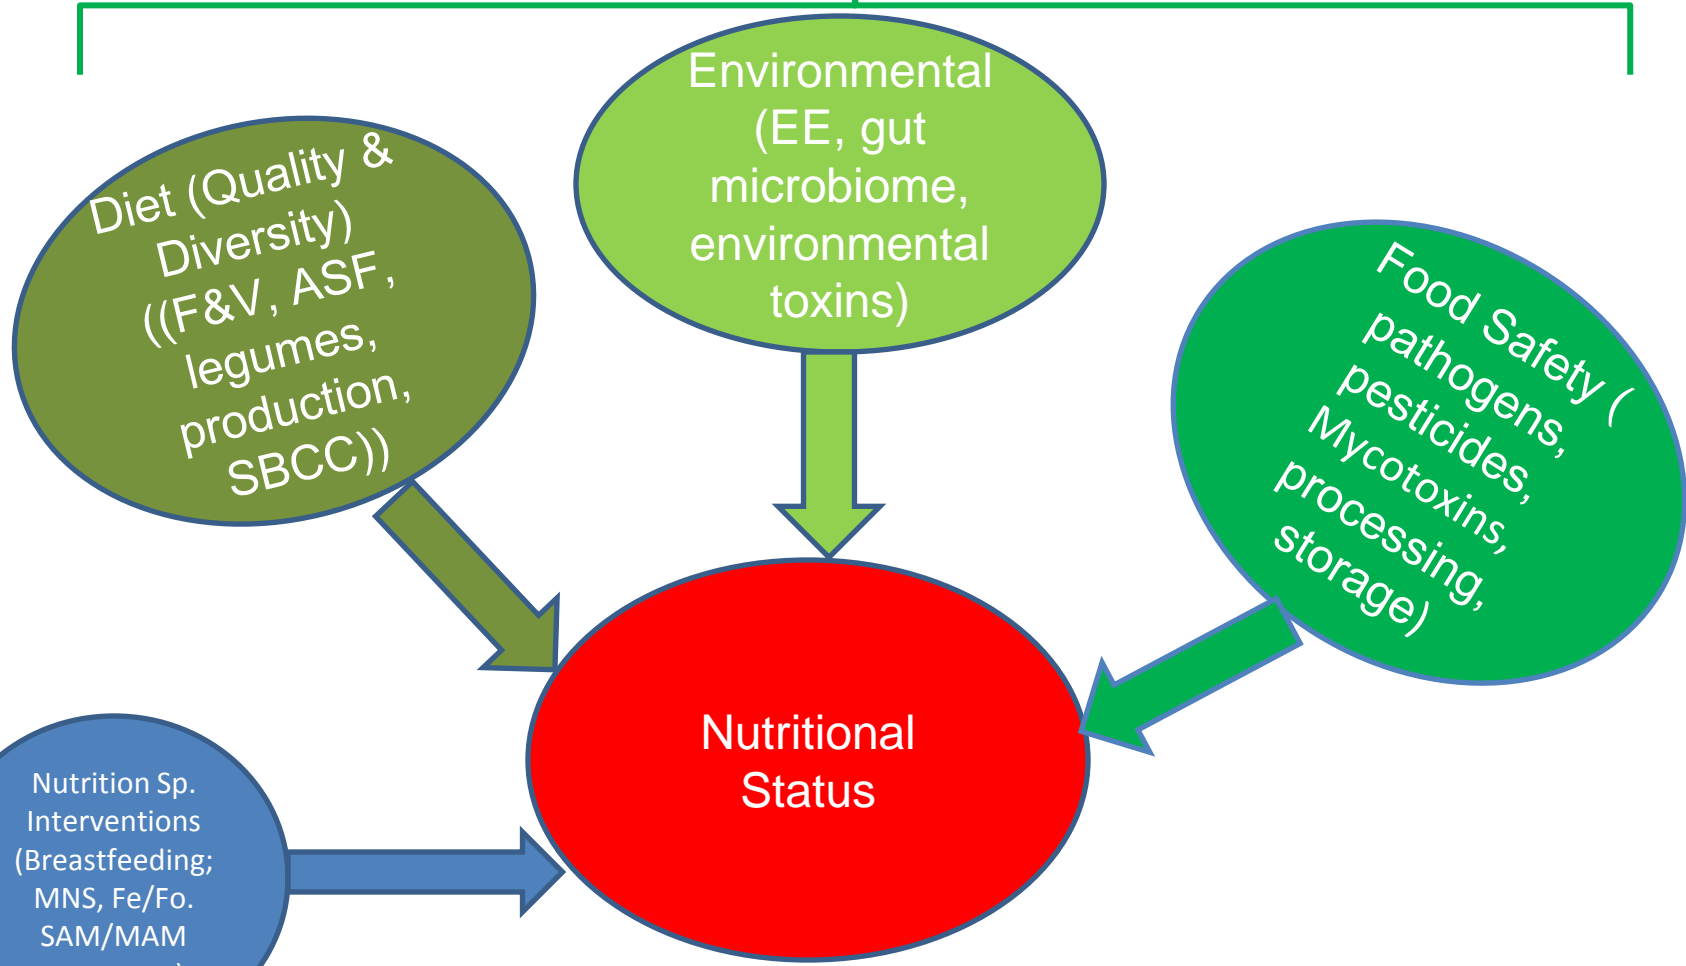 Environmental
(EE, gut
microbiome,
environmental
toxins)
Diet (Quality &
Diversity)
((F&V, ASF,
legumes,
production,
SBCC))
Food Safety (
pathogens,
pesticides,
Mycotoxins,
processing,
storage)
Nutritional
Status
Nutrition Sp.
Interventions
(Breastfeeding;
MNS, Fe/Fo.
SAM/MAM